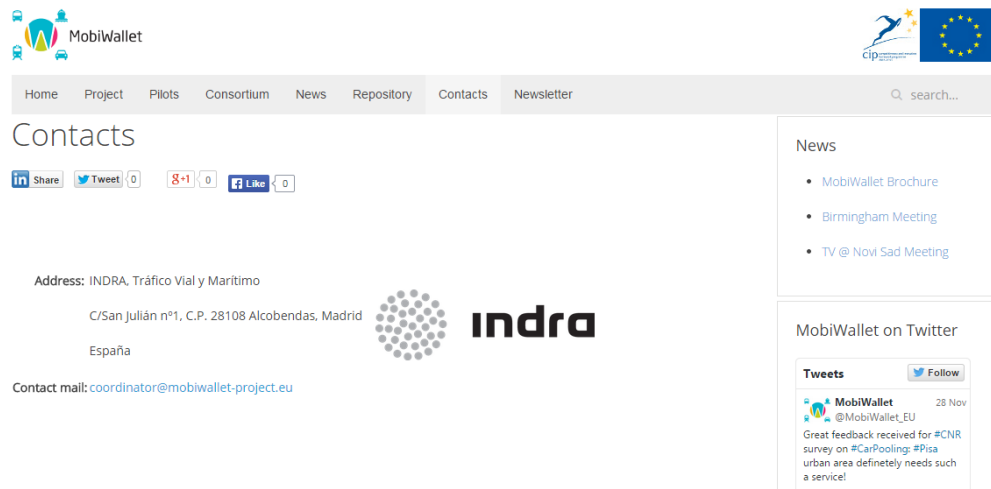 MobiWallet
cip
Home Project Pilots Consortium News Repository Contacts Newsletter search...
Contacts
in Share Tweet 0 g+1 0 f Like 0
Address: INDRA, Tráfico Vial y Marítimo
C/San Julián nº1, C.P. 28108 Alcobendas, Madrid
España
indra
Contact mail: coordinator@mobiwallet-project.eu
News
MobiWallet Brochure
Birmingham Meeting
TV @ Novi Sad Meeting
MobiWallet on Twitter
Tweets Follow
MobiWallet 28 Nov
@MobiWallet_EU
Great feedback received for #CNR
survey on #CarPooling: #Pisa
urban area definetely needs such
a service!